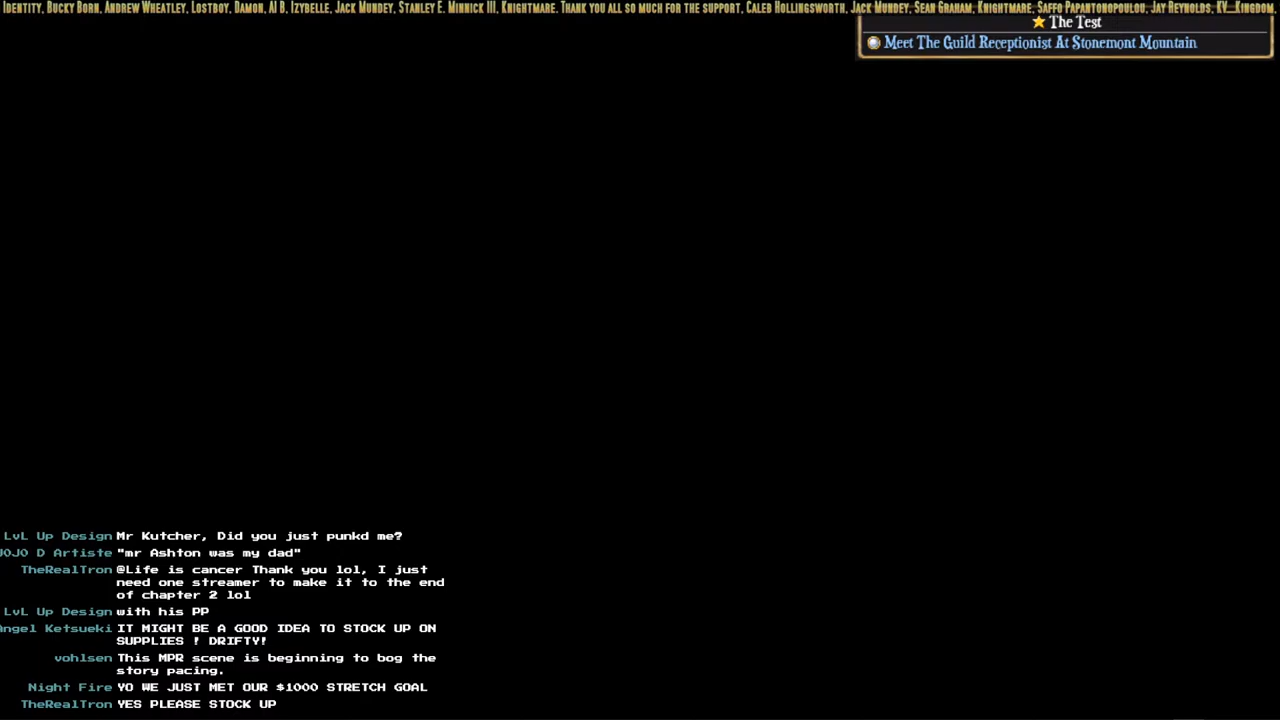 Identity, Bucky Born, Andrew Wheatley, Lostboy, Damon, Al B, Izybelle, Jack Mundey, Stanley E. Minnick III, Knightmare. Thank you all so much for the support, Caleb Hollingsworth, Jack Mundey, Sean Graham, Knightmare, Saffo Papantonopoulou, Jay Reynolds, KV_Kingdom,
The Test
Meet The Guild Receptionist At Stonemont Mountain
LvL Up Design Mr Kutcher, Did you just punkd me?
JOJO D Artiste "mr Ashton was my dad"
TheRealTron @Life is cancer Thank you lol, I just
need one streamer to make it to the end
of chapter 2 lol
LvL Up Design with his PP
Angel Ketsueki IT MIGHT BE A GOOD IDEA TO STOCK UP ON
SUPPLIES ! DRIFTY!
vohlsen This MPR scene is beginning to bog the
story pacing.
Night Fire YO WE JUST MET OUR $1000 STRETCH GOAL
TheRealTron YES PLEASE STOCK UP